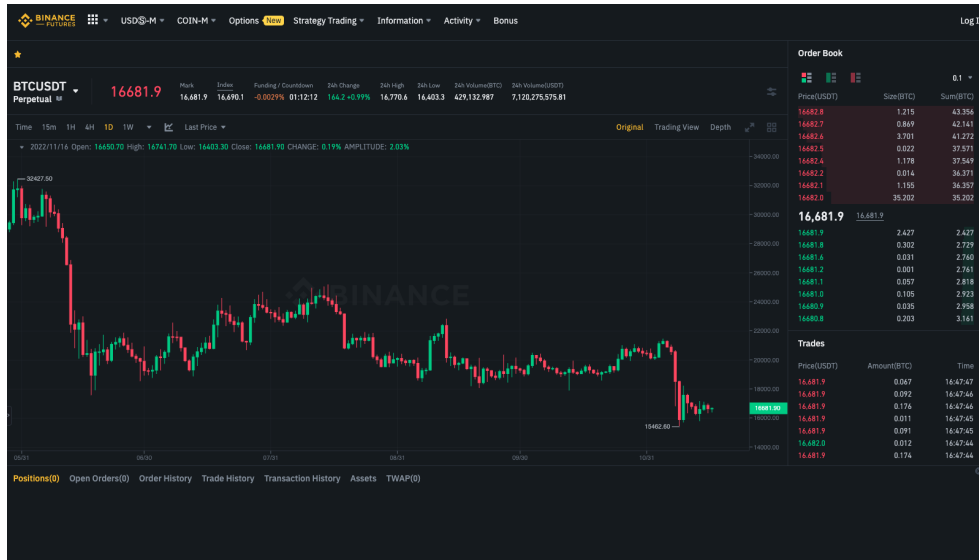 BINANCE
FUTURES
USDⓈ-M COIN-M Options New Strategy Trading Information Activity Bonus Log I
BTCUSDT
Perpetual
16681.9
Mark Index Funding / Countdown 24h Change 24h High 24h Low 24h Volume(BTC) 24h Volume(USDT)
16,681.9 16,690.1 -0.0029% 01:12:12 164.2 +0.99% 16,770.6 16,403.3 429,132.987 7,120,275,575.81
Time 15m 1H 4H 1D 1W Last Price Original Trading View Depth
2022/11/16 Open: 16650.70 High: 16741.70 Low: 16403.30 Close: 16681.90 CHANGE: 0.19% AMPLITUDE: 2.03%
34000.00
32427.50
32000.00
30000.00
28000.00
26000.00
BINANCE
24000.00
22000.00
20000.00
18000.00
16681.90
16000.00
15462.60
14000.00
05/31 06/30 07/31 08/31 09/30 10/31
Order Book
0.1
Price(USDT) Size(BTC) Sum(BTC)
16682.8 1.215 43.356
16682.7 0.869 42.141
16682.6 3.701 41.272
16682.5 0.022 37.571
16682.4 1.178 37.549
16682.2 0.014 36.371
16682.1 1.155 36.357
16682.0 35.202 35.202
16,681.9 16,681.9
16681.9 2.427 2.427
16681.8 0.302 2.729
16681.6 0.031 2.760
16681.2 0.001 2.761
16681.1 0.057 2.818
16681.0 0.105 2.923
16680.9 0.035 2.958
16680.8 0.203 3.161
Trades
Price(USDT) Amount(BTC) Time
16,681.9 0.067 16:47:47
16,681.9 0.092 16:47:46
16,681.9 0.176 16:47:46
16,681.9 0.011 16:47:45
16,681.9 0.091 16:47:45
16,682.0 0.012 16:47:44
16,681.9 0.174 16:47:44
Positions(0) Open Orders(0) Order History Trade History Transaction History Assets TWAP(0)